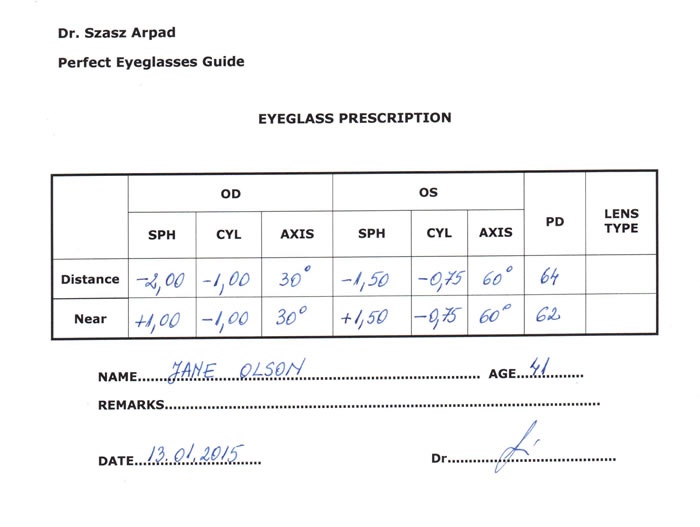 Dr. Szasz Arpad
Perfect Eyeglasses Guide
EYEGLASS PRESCRIPTION
OD OS PD LENS TYPE
SPH CYL AXIS SPH CYL AXIS
Distance -2,00 -1,00 30° -1,50 -0,75 60° 64
Near +1,00 -1,00 30° +1,50 -0,75 60° 62
NAME...JANE OLSON... AGE...41...
REMARKS...
DATE...13.01.2015...
Dr...